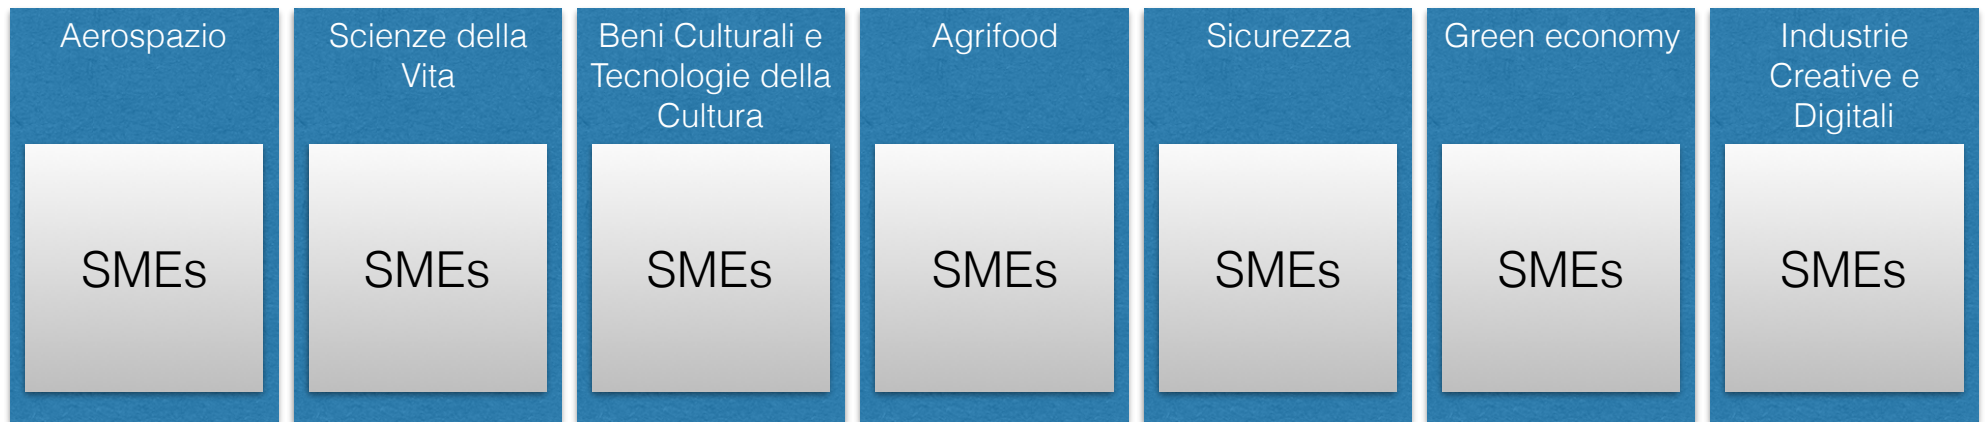 Aerospazio
Scienze della
Vita
Beni Culturali e
Tecnologie della
Cultura
Agrifood
Sicurezza
Green economy
Industrie
Creative e
Digitali
SMEs
SMEs
SMEs
SMEs
SMEs
SMEs
SMEs